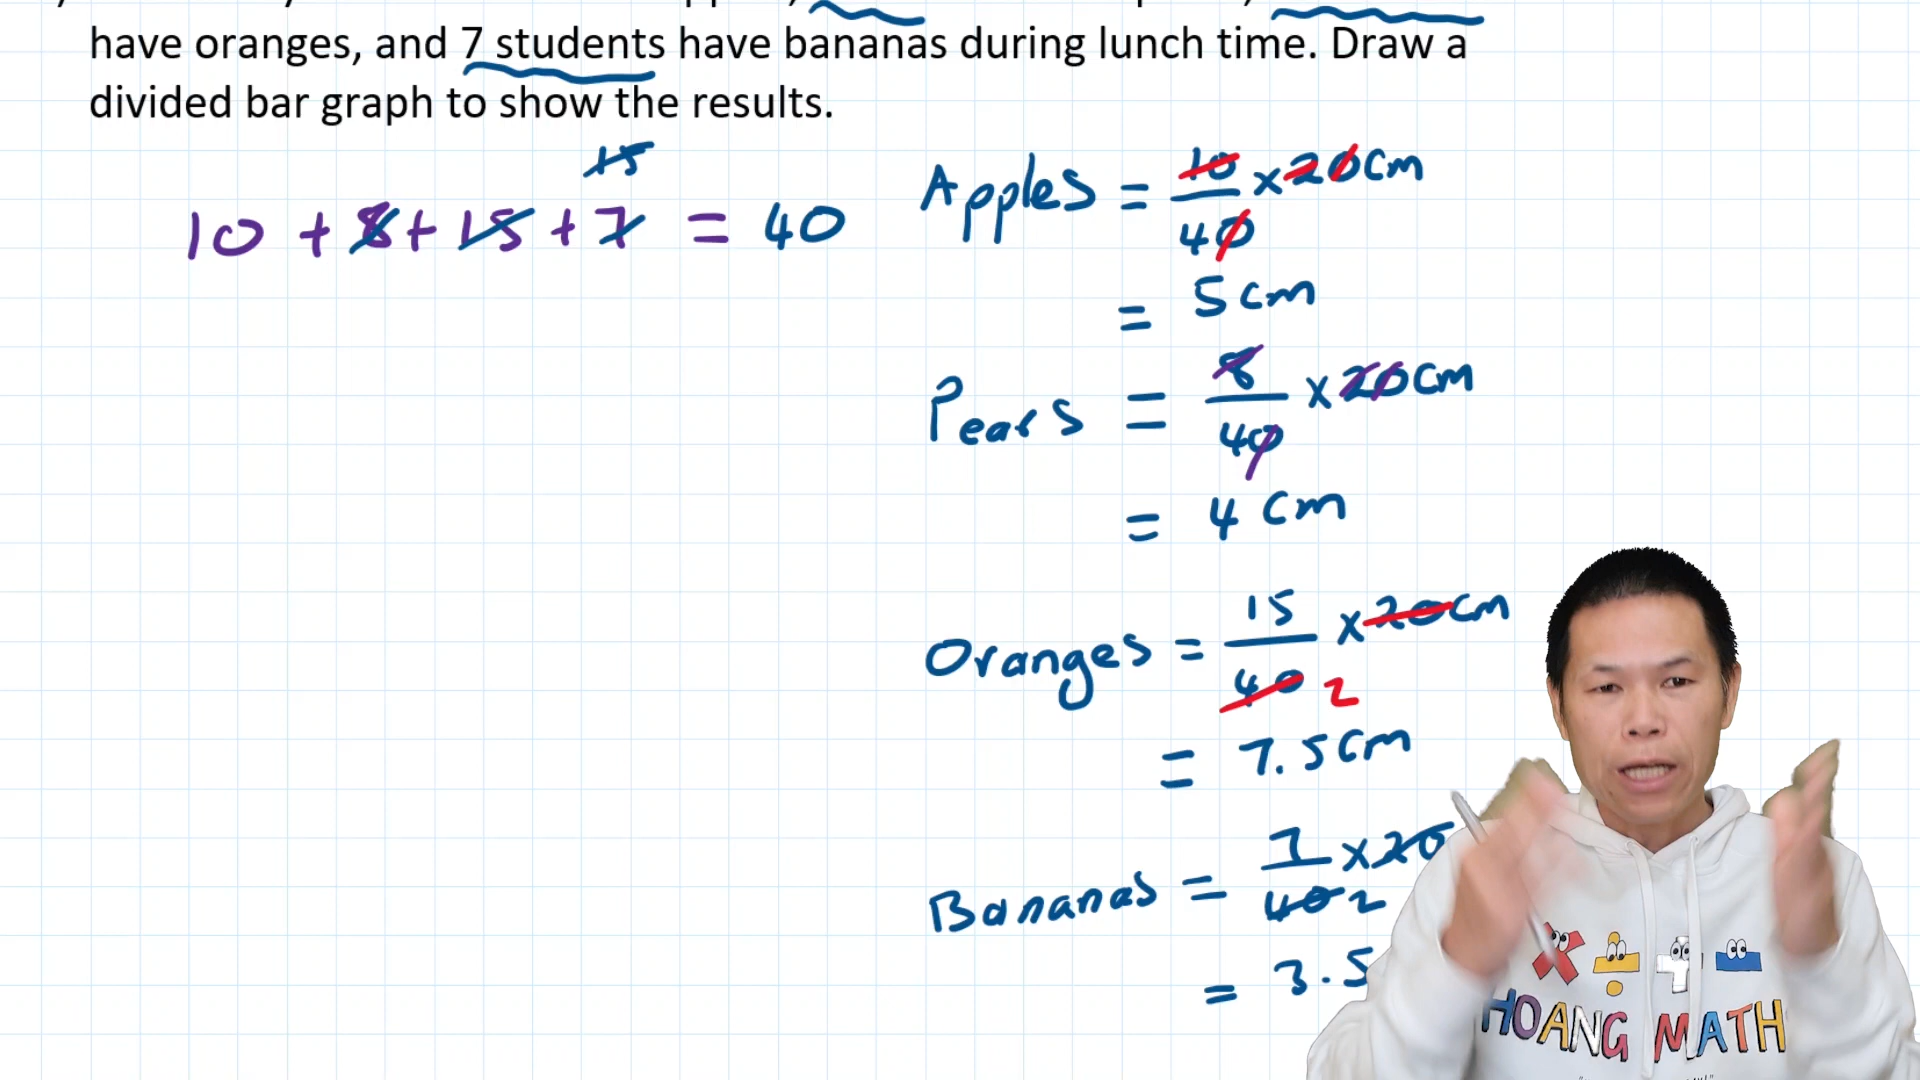 have oranges, and 7 students have bananas during lunch time. Draw a
divided bar graph to show the results.
15
10 + 8 + 15 + 7 = 40
Apples = 10/40 × 20cm
= 5cm
Pears = 8/40 × 20cm
= 4cm
Oranges = 15/40 × 20cm
2
= 7.5cm
Bananas = 7/40 × 20
2
= 3.5
HOANG MATH